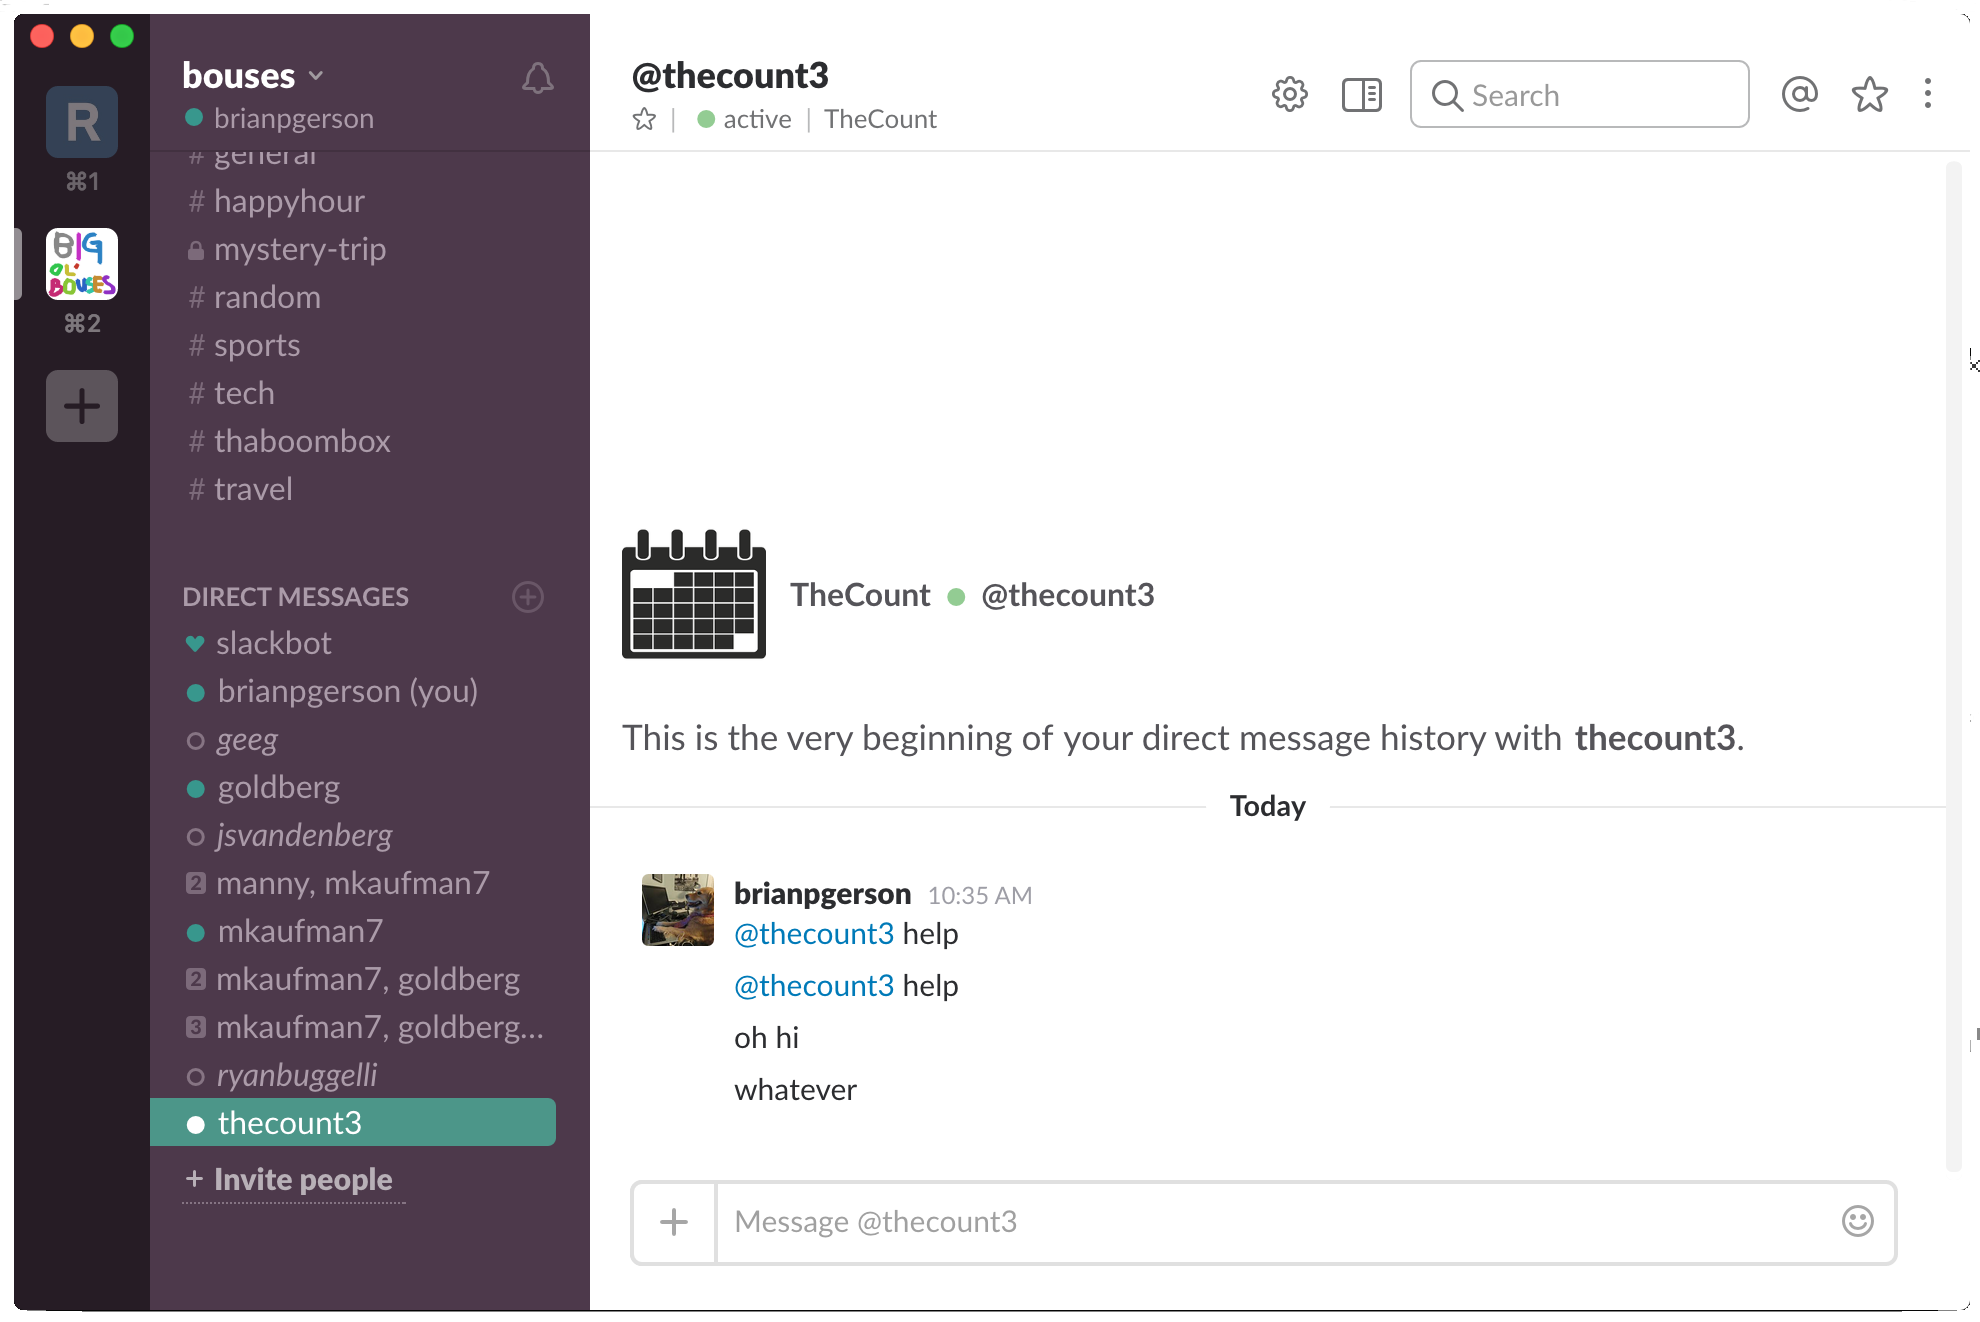 R
⌘1
BIG
OL'
BOUSES
⌘2
bouses
brianpgerson
# general
# happyhour
mystery-trip
# random
# sports
# tech
# thaboombox
# travel
DIRECT MESSAGES
slackbot
brianpgerson (you)
geeg
goldberg
jsvandenberg
2 manny, mkaufman7
mkaufman7
2 mkaufman7, goldberg
3 mkaufman7, goldberg...
ryanbuggelli
thecount3
+ Invite people
@thecount3
active | TheCount
Search
TheCount @thecount3
This is the very beginning of your direct message history with thecount3.
Today
brianpgerson 10:35 AM
@thecount3 help
@thecount3 help
oh hi
whatever
Message @thecount3